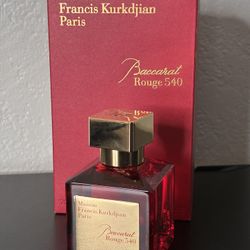 Francis Kurkdjian
Paris
Baccarat
Rouge 540
Maison
Francis Kurkdjian
Paris
Baccarat
Rouge 540